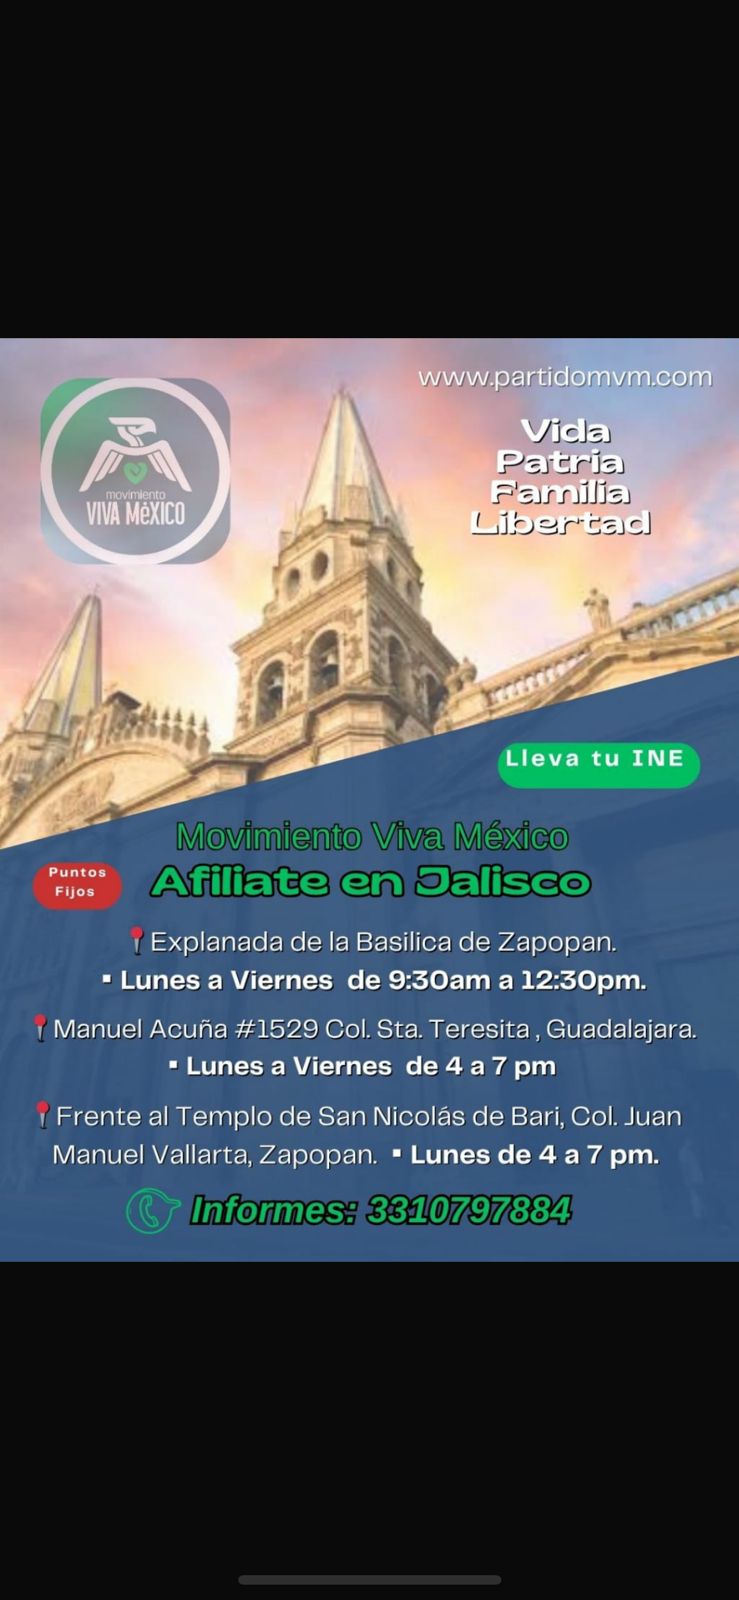 www.partidomvm.com
Vida
Patria
Familia
Libertad
movimiento
VIVA MéXICO
Lleva tu INE
Movimiento Viva México
Puntos
Fijos
Afiliate en Jalisco
Explanada de la Basilica de Zapopan.
▪ Lunes a Viernes de 9:30am a 12:30pm.
Manuel Acuña #1529 Col. Sta. Teresita , Guadalajara.
▪ Lunes a Viernes de 4 a 7 pm
Frente al Templo de San Nicolás de Bari, Col. Juan
Manuel Vallarta, Zapopan. ▪ Lunes de 4 a 7 pm.
Informes: 3310797884